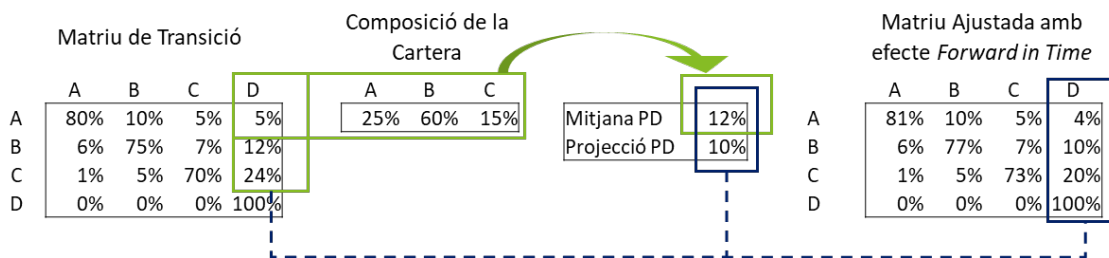 Matriu de Transició
Composició de la
Cartera
Matriu Ajustada amb
efecte Forward in Time
A B C D
A 80% 10% 5% 5%
B 6% 75% 7% 12%
C 1% 5% 70% 24%
D 0% 0% 0% 100%
A B C
25% 60% 15%
Mitjana PD 12%
Projecció PD 10%
A B C D
A 81% 10% 5% 4%
B 6% 77% 7% 10%
C 1% 5% 73% 20%
D 0% 0% 0% 100%